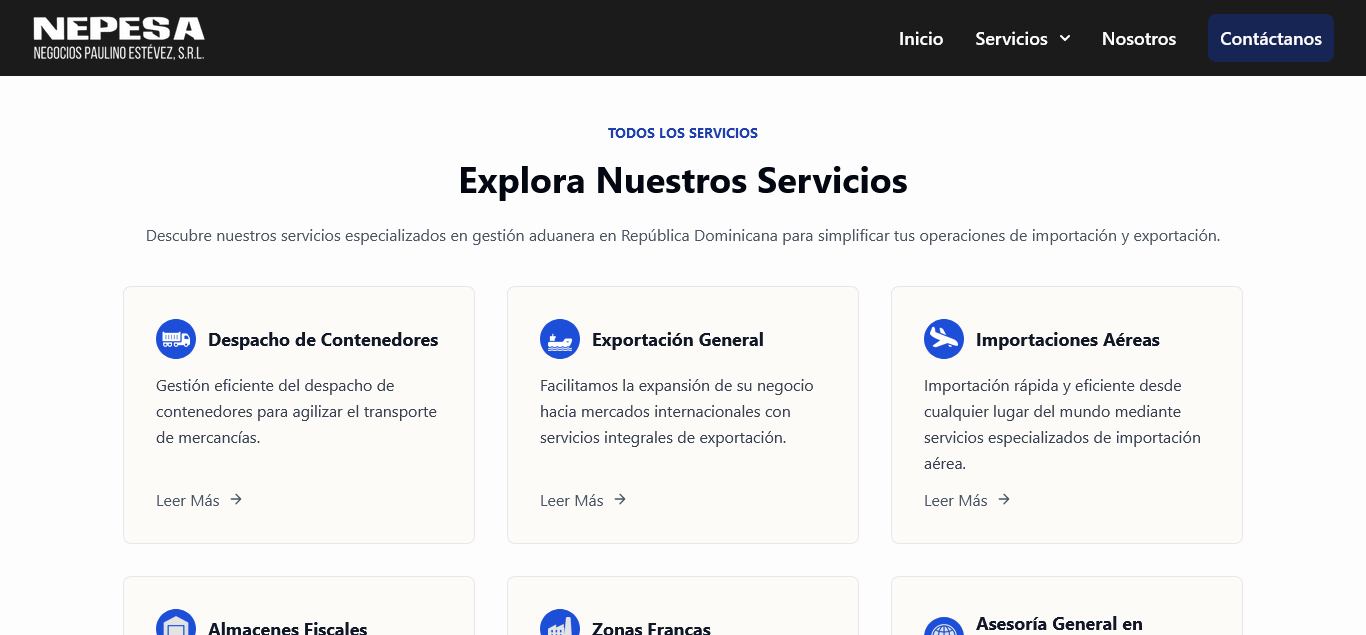 NEPESA
NEGOCIOS PAULINO ESTÉVEZ, S.R.L.
Inicio
Servicios
Nosotros
Contáctanos
TODOS LOS SERVICIOS
Explora Nuestros Servicios
Descubre nuestros servicios especializados en gestión aduanera en República Dominicana para simplificar tus operaciones de importación y exportación.
Despacho de Contenedores
Gestión eficiente del despacho de
contenedores para agilizar el transporte
de mercancías.
Leer Más
Exportación General
Facilitamos la expansión de su negocio
hacia mercados internacionales con
servicios integrales de exportación.
Leer Más
Importaciones Aéreas
Importación rápida y eficiente desde
cualquier lugar del mundo mediante
servicios especializados de importación
aérea.
Leer Más
Almacenes Fiscales
Zonas Francas
Asesoría General en